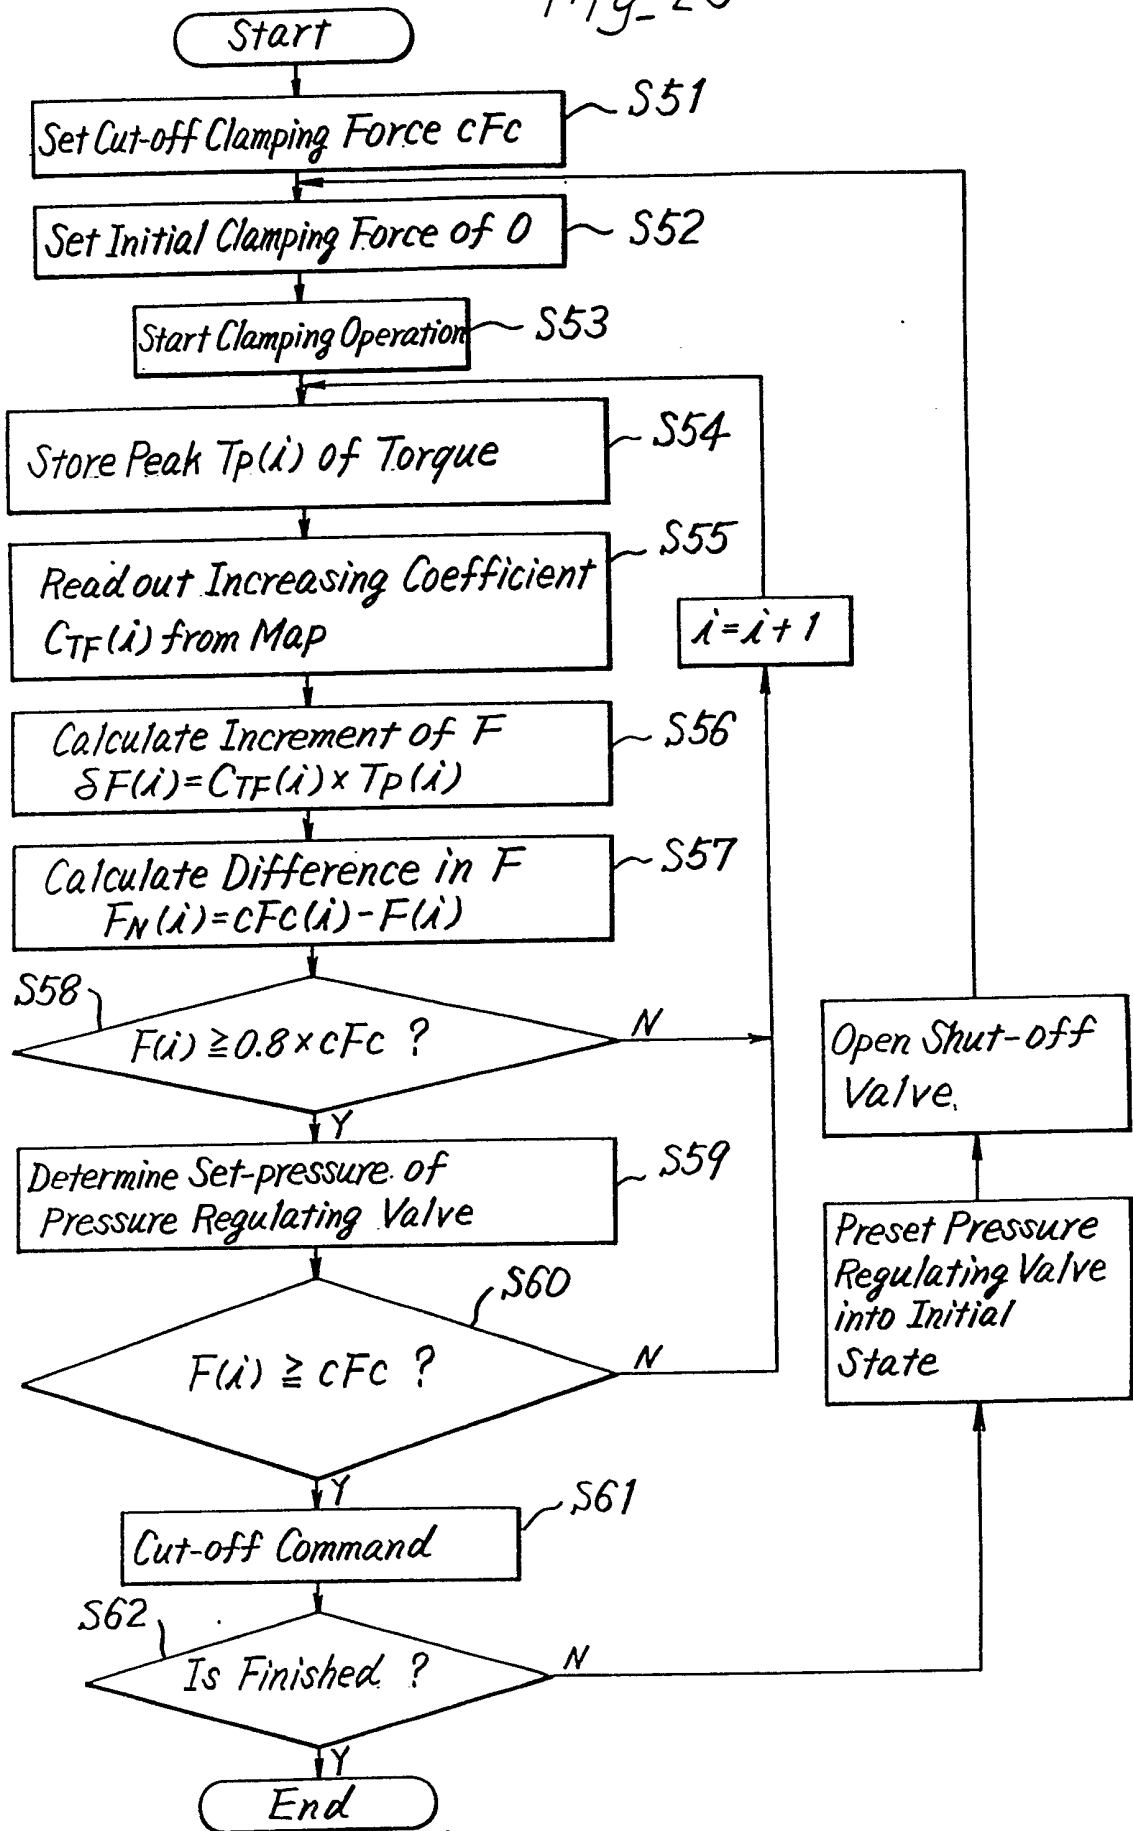 Start
S51
Set Cut-off Clamping Force cFc
Set Initial Clamping Force of 0
S52
Start Clamping Operation
S53
Store Peak TP(i) of Torque
S54
S55
Readout Increasing Coefficient
CTF(i) from Map
i=i+1
Calculate Increment of F
δF(i)=CTF(i)×TP(i)
S56
Calculate Difference in F
FN(i)=cFc(i)-F(i)
S57
S58
F(i)≧0.8×cFc ?
N
Y
Open Shut-off
Valve.
Determine Set-pressure of
Pressure Regulating Valve
S59
Preset Pressure
Regulating Valve
into Initial
State
S60
F(i) ≧ cFc ?
N
Y
S61
Cut-off Command
S62
Is Finished ?
N
Y
End